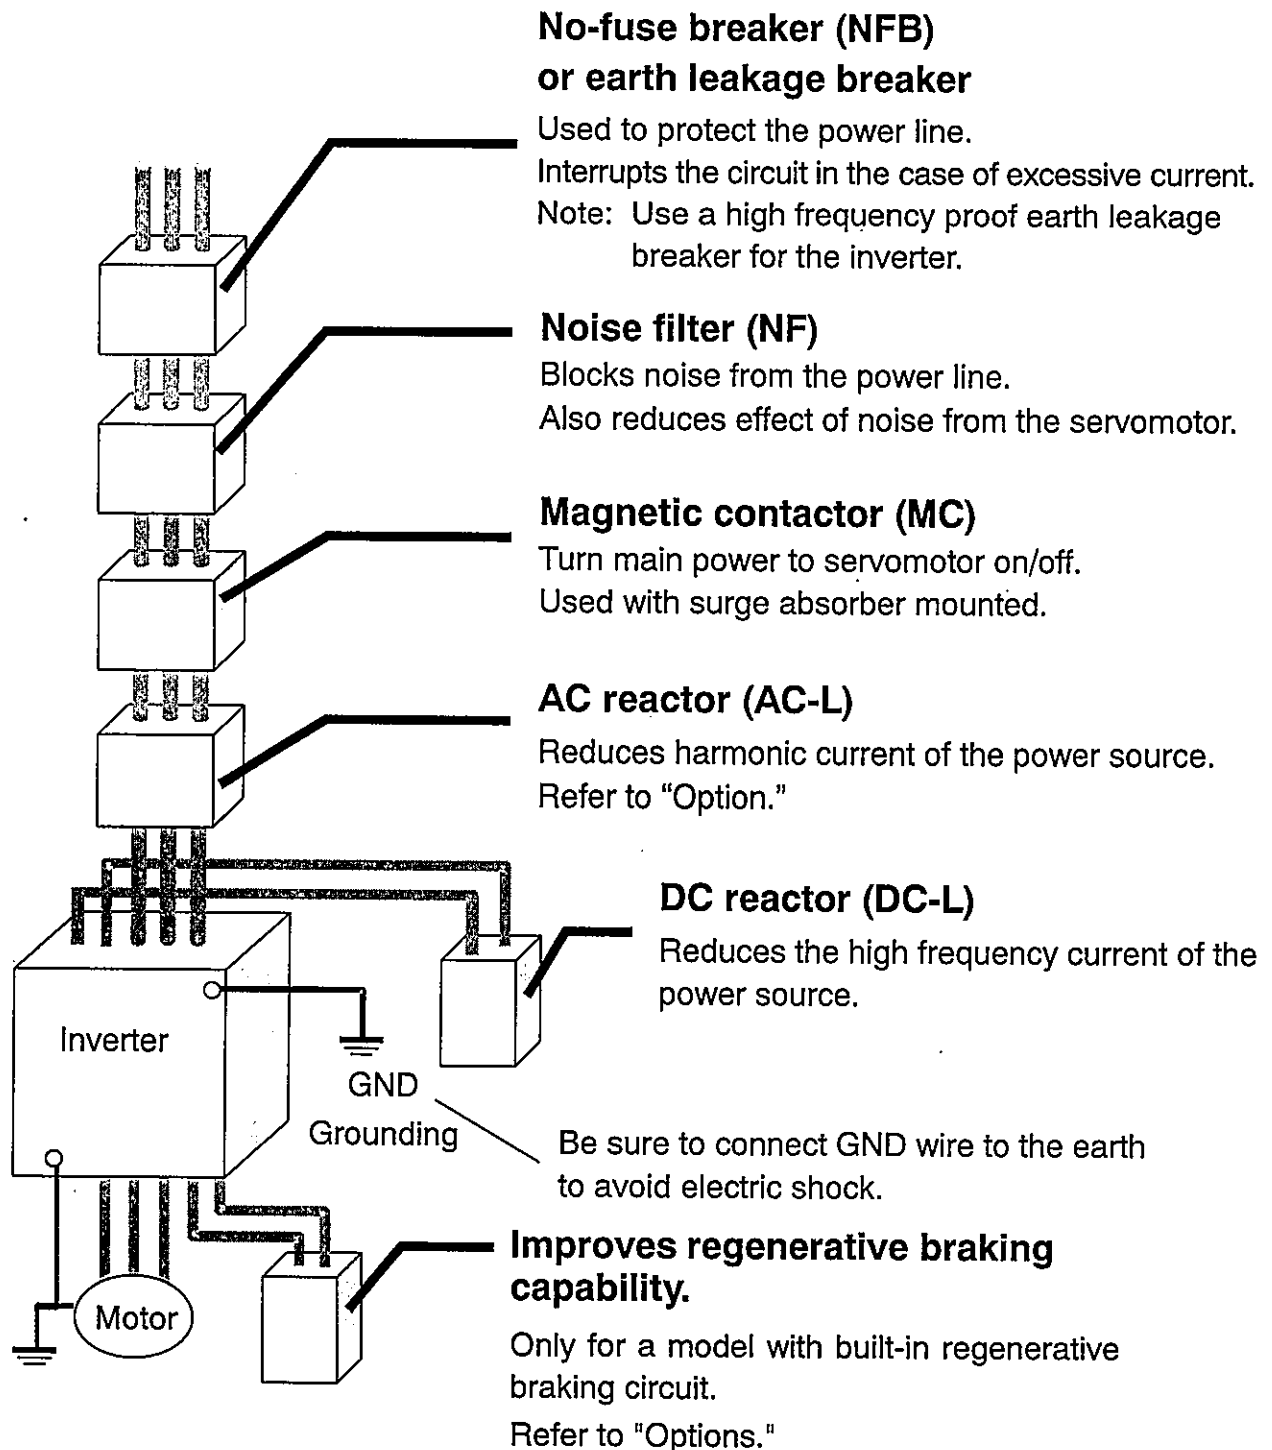 No-fuse breaker (NFB)
or earth leakage breaker
Used to protect the power line.
Interrupts the circuit in the case of excessive current.
Note: Use a high frequency proof earth leakage
breaker for the inverter.
Noise filter (NF)
Blocks noise from the power line.
Also reduces effect of noise from the servomotor.
Magnetic contactor (MC)
Turn main power to servomotor on/off.
Used with surge absorber mounted.
AC reactor (AC-L)
Reduces harmonic current of the power source.
Refer to “Option.”
DC reactor (DC-L)
Reduces the high frequency current of the
power source.
Inverter
GND
Grounding
Be sure to connect GND wire to the earth
to avoid electric shock.
Improves regenerative braking
capability.
Motor
Only for a model with built-in regenerative
braking circuit.
Refer to "Options."